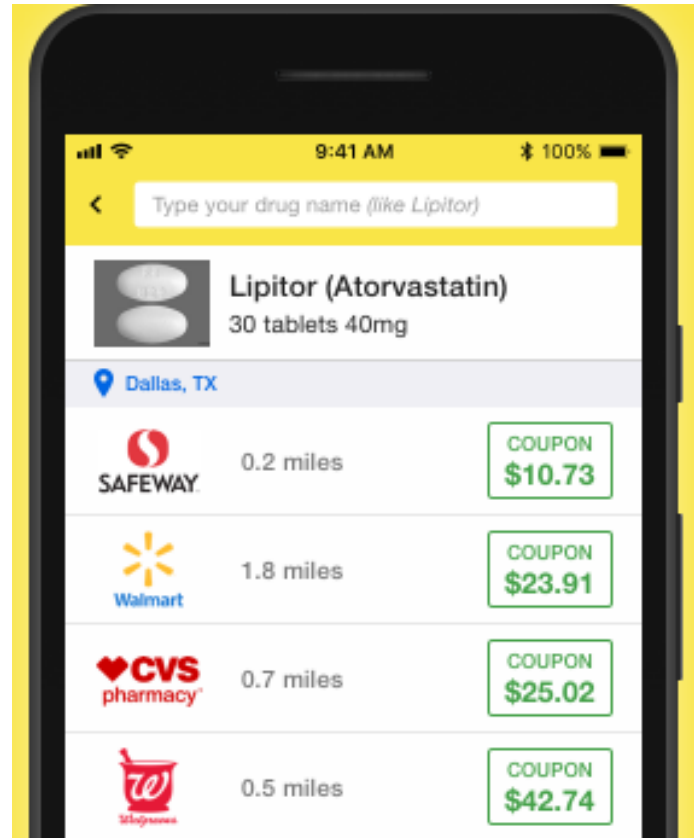 9:41 AM
100%
Type your drug name (like Lipitor)
Lipitor (Atorvastatin)
30 tablets 40mg
Dallas, TX
SAFEWAY
0.2 miles
COUPON
$10.73
Walmart
1.8 miles
COUPON
$23.91
CVS
pharmacy
0.7 miles
COUPON
$25.02
Walgreens
0.5 miles
COUPON
$42.74